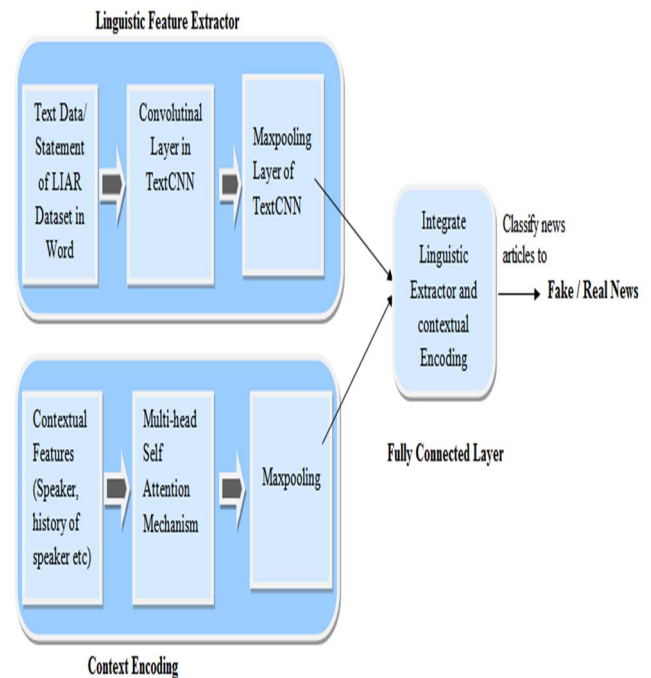 Linguistic Feature Extractor
Text Data/
Statement
of LIAR
Dataset in
Word
Convolutinal
Layer in
TextCNN
Maxpooling
Layer of
TextCNN
Integrate
Linguistic
Extractor and
contextual
Encoding
Classify news
articles to
Fake / Real News
Fully Connected Layer
Contextual
Features
(Speaker,
history of
speaker etc)
Multi-head
Self
Attention
Mechanism
Maxpooling
Context Encoding